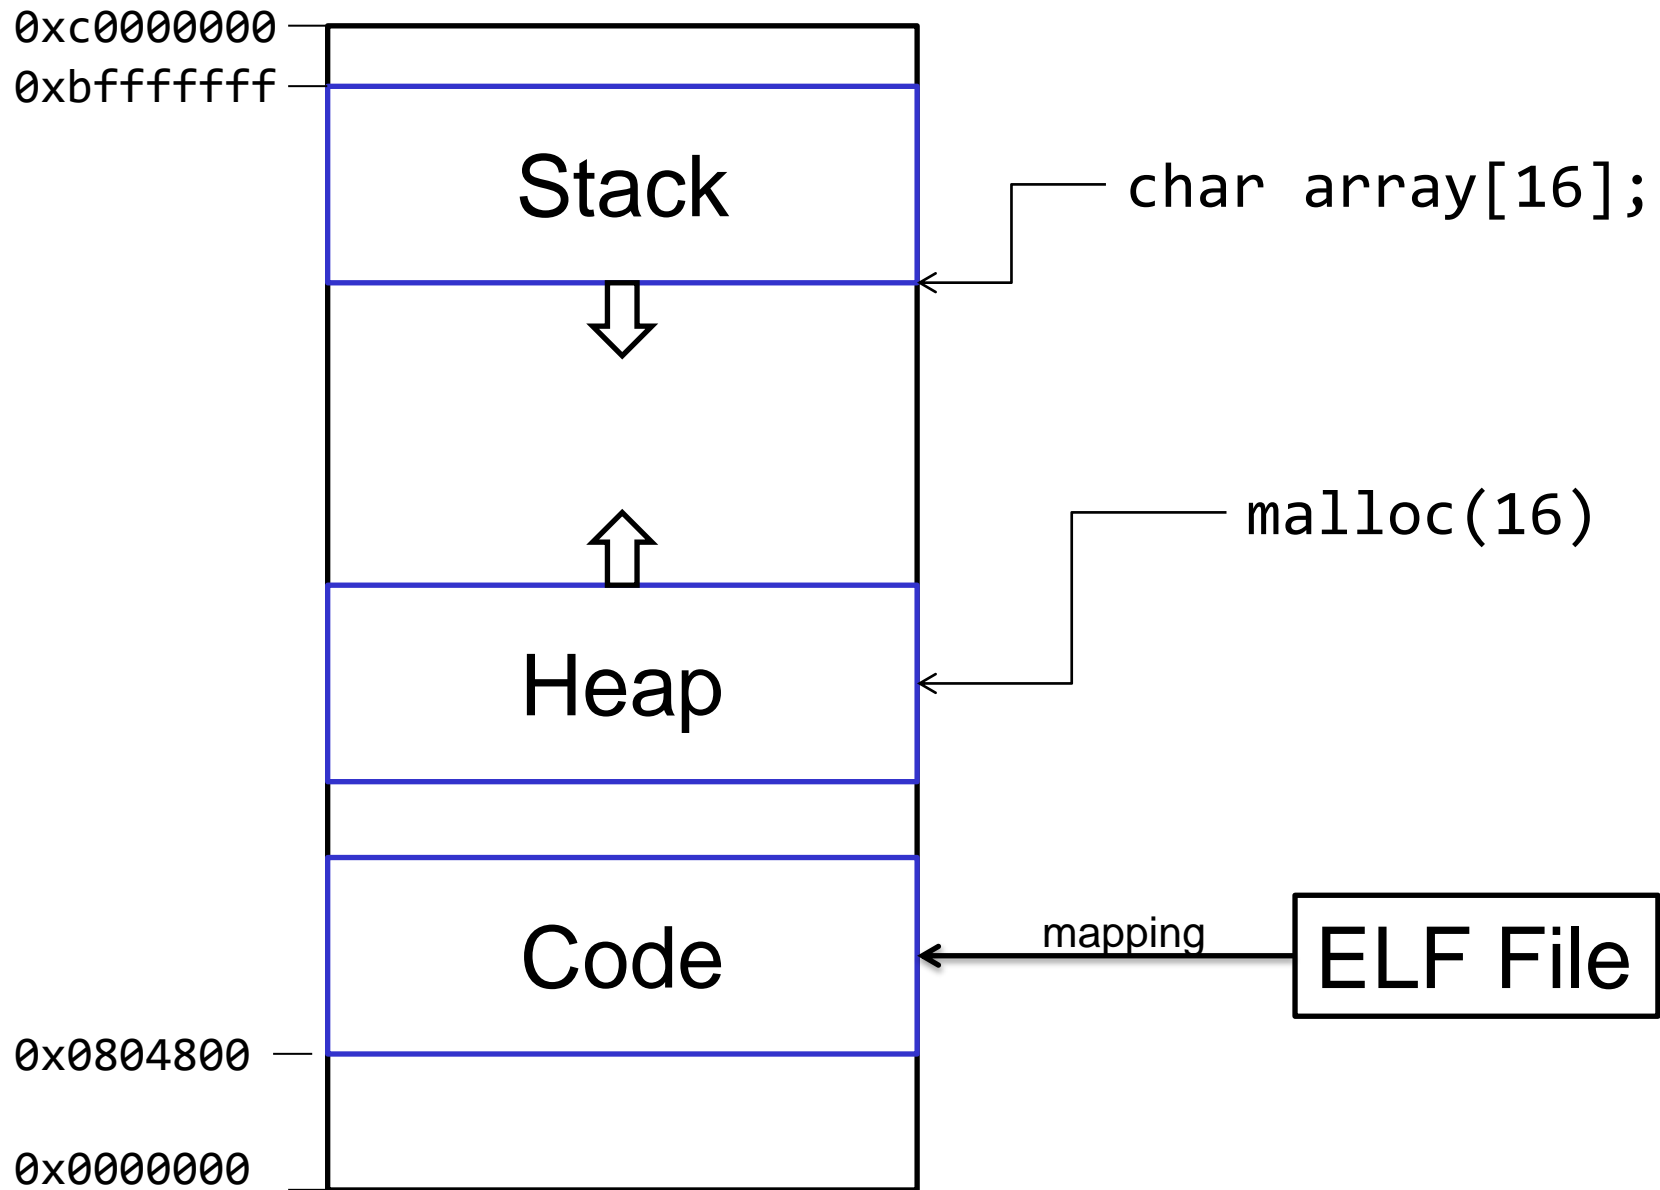 0xc0000000
0xbfffffff
Stack
char array[16];
malloc(16)
Heap
Code
mapping
ELF File
0x0804800
0x0000000